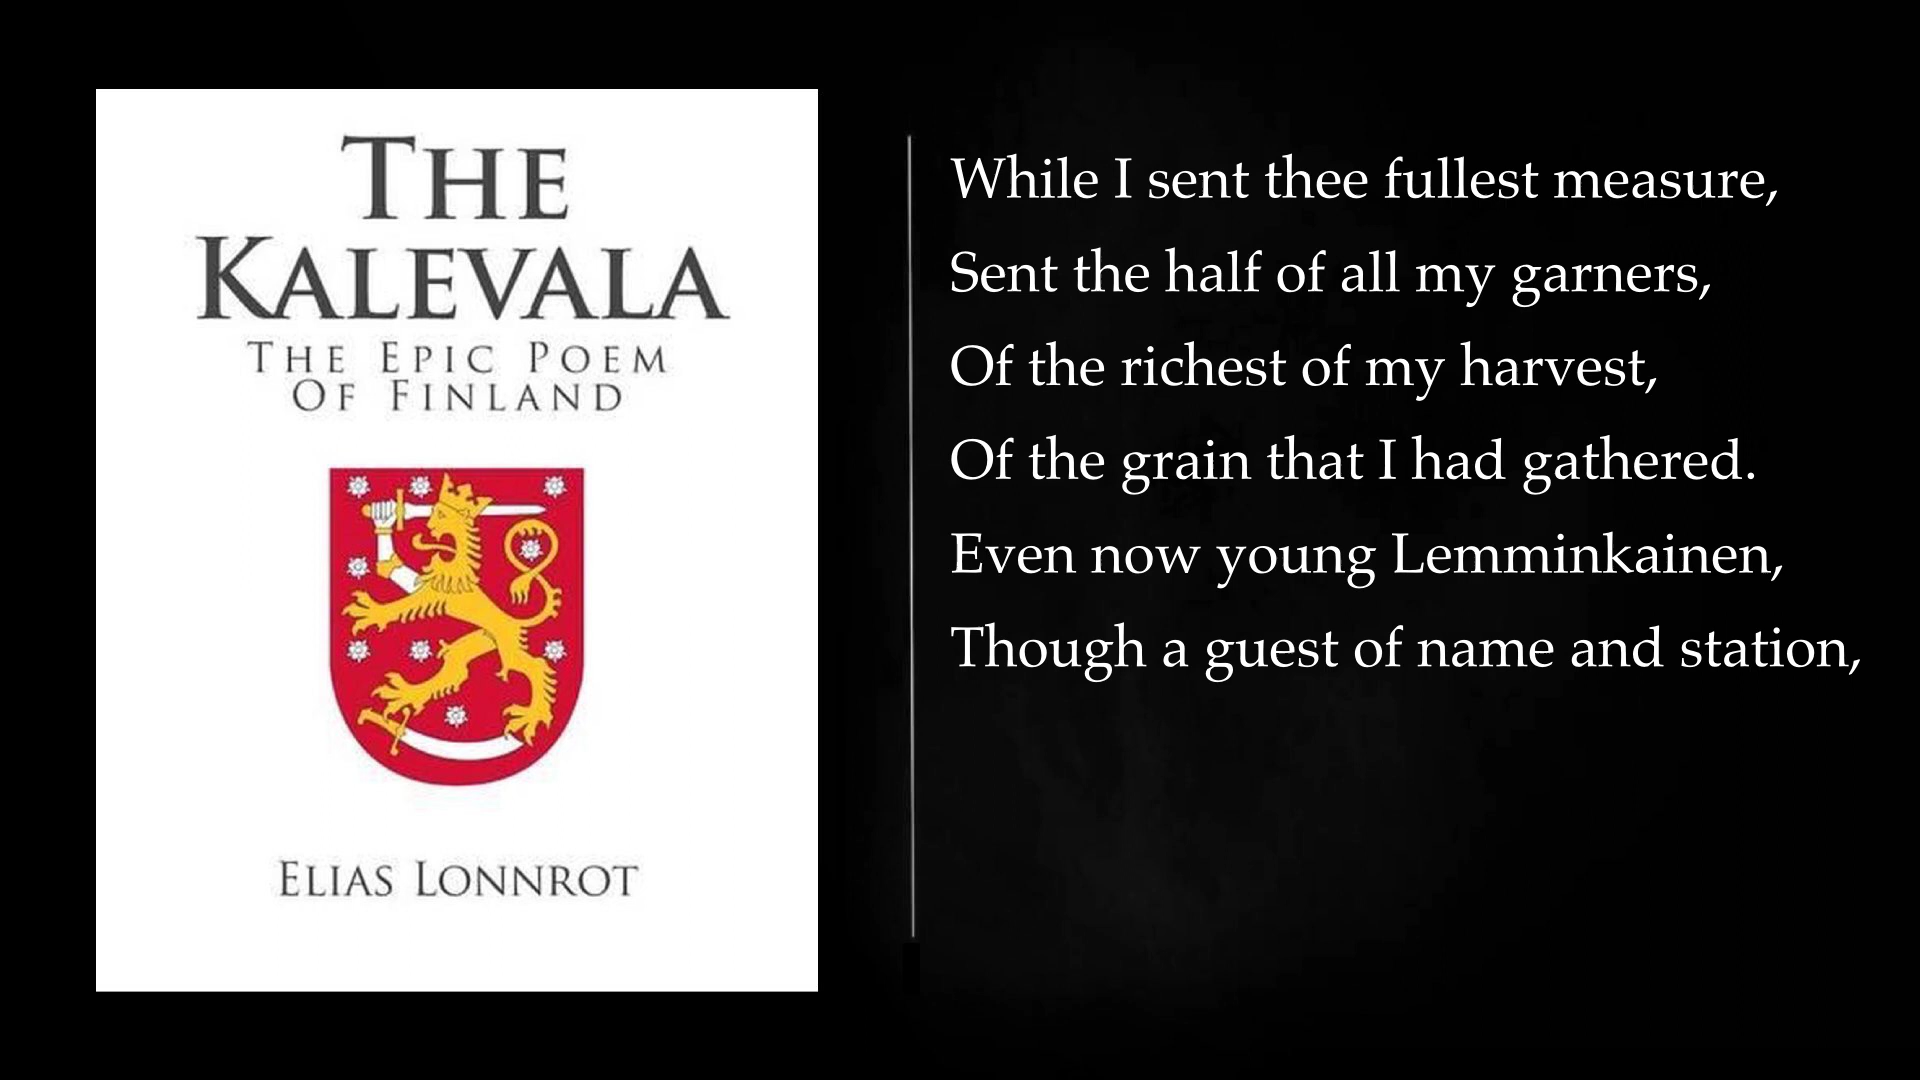 THE
KALEVALA
THE EPIC POEM
OF FINLAND
ELIAS LONNROT
While I sent thee fullest measure,
Sent the half of all my garners,
Of the richest of my harvest,
Of the grain that I had gathered.
Even now young Lemminkainen,
Though a guest of name and station,